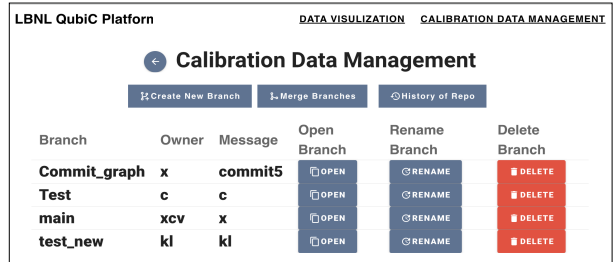 LBNL QubiC Platforn DATA VISULIZATION CALIBRATION DATA MANAGEMENT
Calibration Data Management
Create New Branch Merge Branches History of Repo
Branch Owner Message Open Branch Rename Branch Delete Branch
Commit_graph x commit5 OPEN RENAME DELETE
Test c c OPEN RENAME DELETE
main xcv x OPEN RENAME DELETE
test_new kl kl OPEN RENAME DELETE